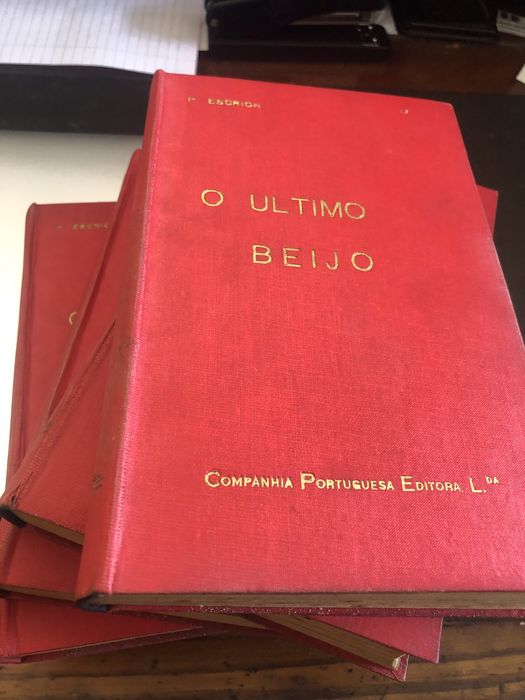 P. ESCRICH
O ULTIMO
BEIJO
COMPANHIA PORTUGUESA EDITORA, L.DA